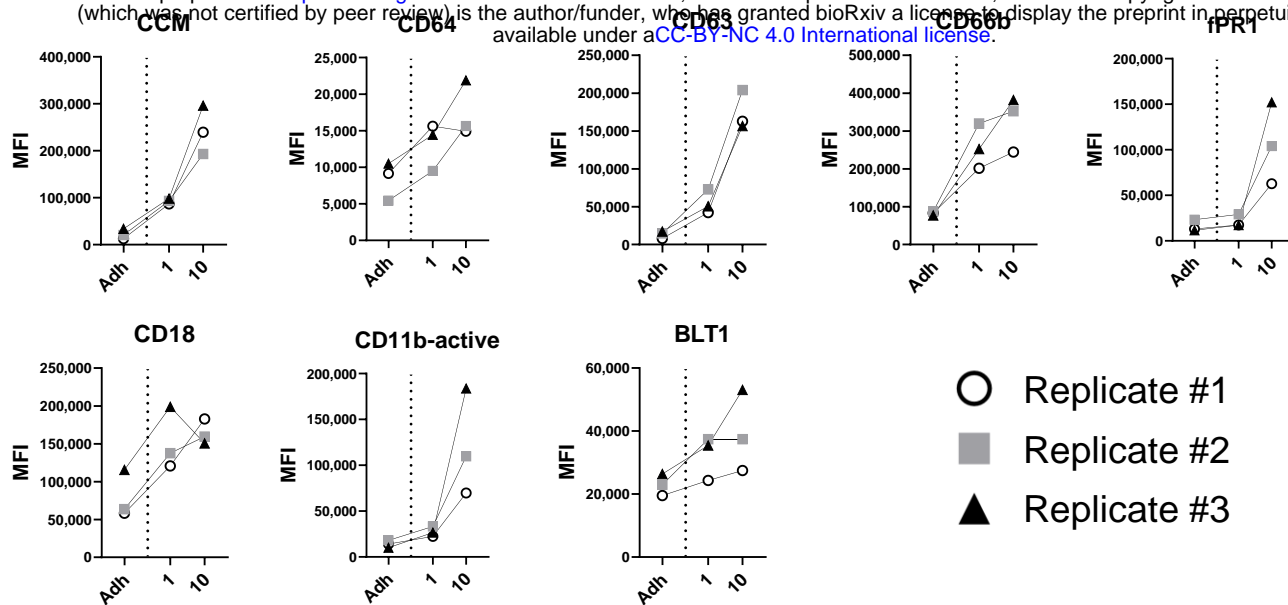 (which was not certified by peer review) is the author/funder, who has granted bioRxiv a license to display the preprint in
available under aCC-BY-NC 4.0 International license.
CCM
CD64
CD63
CD66b
fPR1
400,000
300,000
200,000
100,000
0
MFI
Adh
1
10
25,000
20,000
15,000
10,000
5,000
0
MFI
Adh
1
10
250,000
200,000
150,000
100,000
50,000
0
MFI
Adh
1
10
500,000
400,000
300,000
200,000
100,000
0
MFI
Adh
1
10
200,000
150,000
100,000
50,000
0
MFI
Adh
1
10
CD18
250,000
200,000
150,000
100,000
50,000
0
MFI
Adh
1
10
CD11b-active
200,000
150,000
100,000
50,000
0
MFI
Adh
1
10
BLT1
60,000
40,000
20,000
0
MFI
Adh
1
10
Replicate #1
Replicate #2
Replicate #3